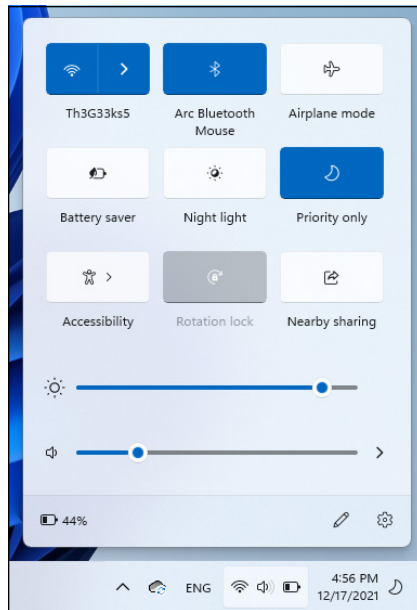 Th3G33ks5
Arc Bluetooth
Mouse
Airplane mode
Battery saver
Night light
Priority only
Accessibility
Rotation lock
Nearby sharing
44%
ENG
4:56 PM
12/17/2021